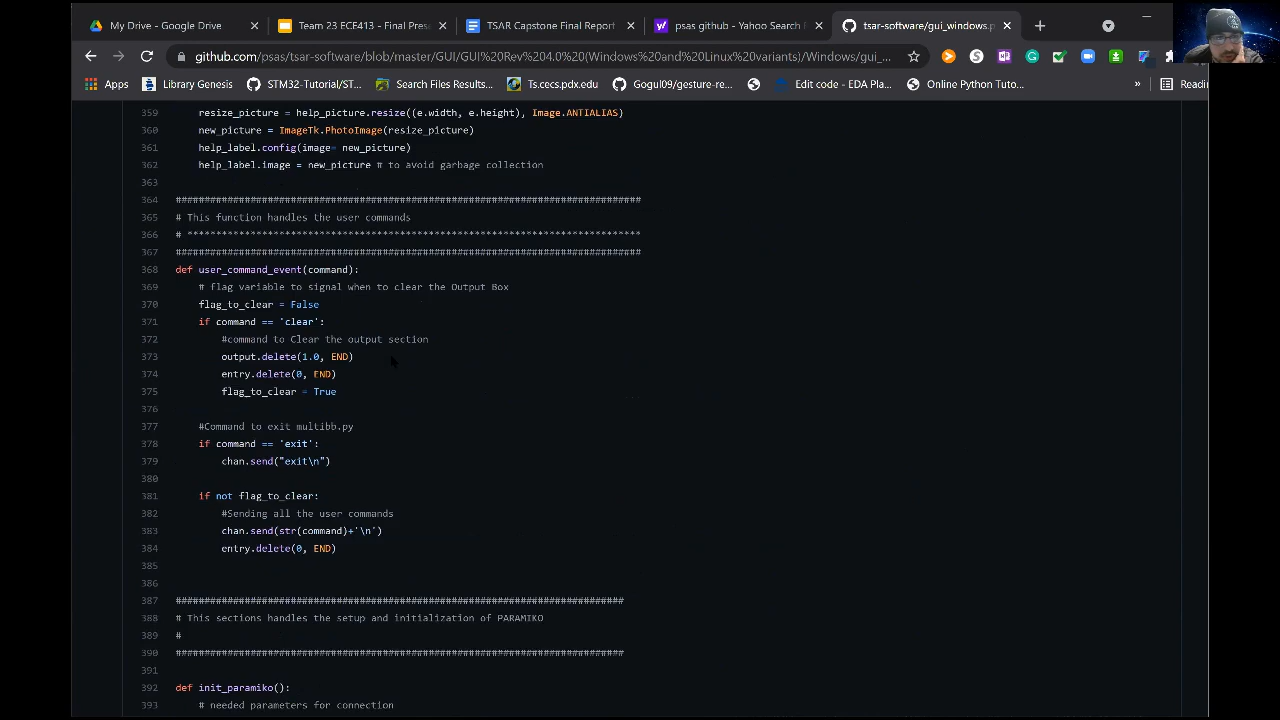 My Drive - Google Drive
Team 23 ECE413 - Final Pres
TSAR Capstone Final Report
psas github - Yahoo Search
tsar-software/gui_windows.p
github.com/psas/tsar-software/blob/master/GUI/GUI%20Rev%204.0%20(Windows%20and%20Linux%20variants)/Windows/gui_...
Apps
Library Genesis
STM32-Tutorial/ST...
Search Files Results...
Ts.cecs.pdx.edu
Gogul09/gesture-re...
Edit code - EDA Pla...
Online Python Tuto...
»
Readin
359 resize_picture = help_picture.resize((e.width, e.height), Image.ANTIALIAS)
360 new_picture = ImageTk.PhotoImage(resize_picture)
361 help_label.config(image= new_picture)
362 help_label.image = new_picture # to avoid garbage collection
363
364 ################################################################################
365 # This function handles the user commands
366 # ******************************************************************************
367 ################################################################################
368 def user_command_event(command):
369 # flag variable to signal when to clear the Output Box
370 flag_to_clear = False
371 if command == 'clear':
372 #command to Clear the output section
373 output.delete(1.0, END)
374 entry.delete(0, END)
375 flag_to_clear = True
376
377 #Command to exit multibb.py
378 if command == 'exit':
379 chan.send("exit\n")
380
381 if not flag_to_clear:
382 #Sending all the user commands
383 chan.send(str(command)+'\n')
384 entry.delete(0, END)
385
386
387 #############################################################################
388 # This sections handles the setup and initialization of PARAMIKO
389 #
390 #############################################################################
391
392 def init_paramiko():
393 # needed parameters for connection